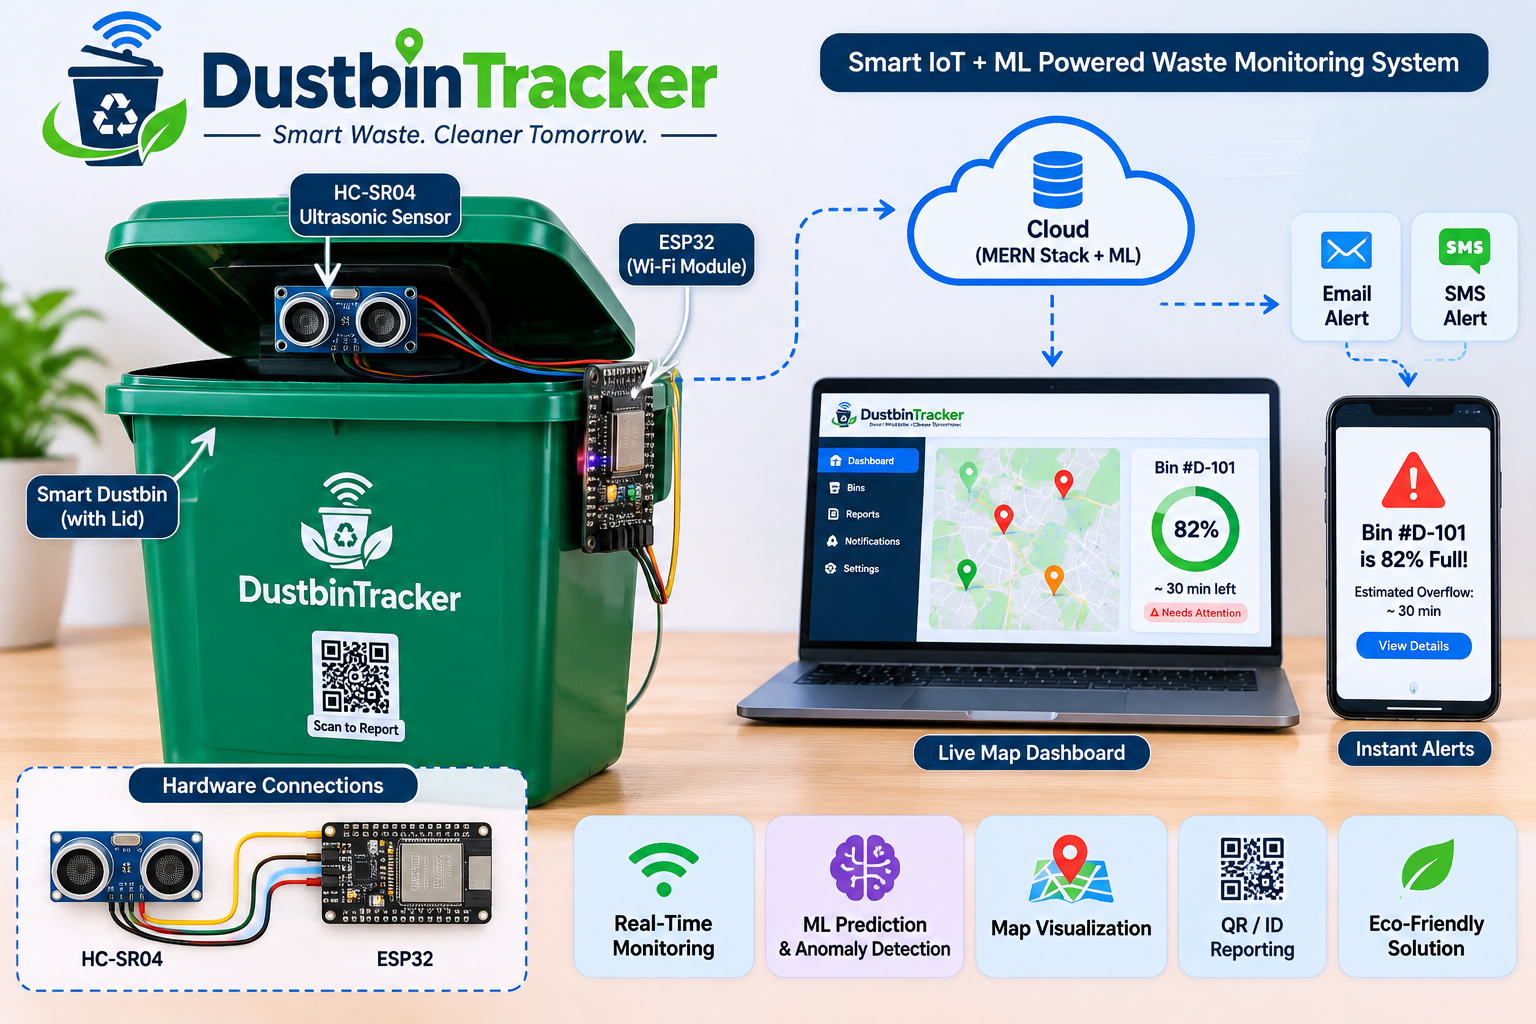 DustbinTracker
Smart Waste. Cleaner Tomorrow.
Smart IoT + ML Powered Waste Monitoring System
HC-SR04
Ultrasonic Sensor
ESP32
(Wi-Fi Module)
Cloud
(MERN Stack + ML)
Email
Alert
SMS
SMS
Alert
Smart Dustbin
(with Lid)
DustbinTracker
Scan to Report
DustbinTracker
Dashboard
Bins
Reports
Notifications
Settings
Bin #D-101
82%
~ 30 min left
Needs Attention
Bin #D-101
is 82% Full!
Estimated Overflow:
~ 30 min
View Details
Live Map Dashboard
Instant Alerts
Hardware Connections
HC-SR04
ESP32
Real-Time
Monitoring
ML Prediction
& Anomaly Detection
Map Visualization
QR / ID
Reporting
Eco-Friendly
Solution